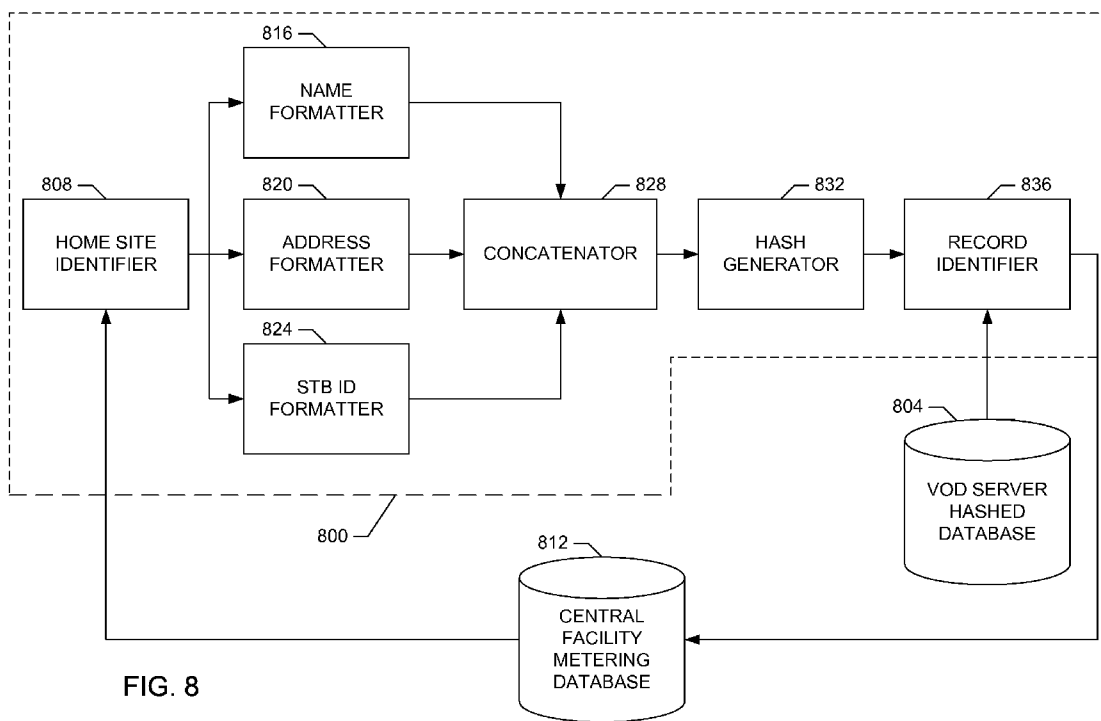 816
NAME
FORMATTER
808
HOME SITE
IDENTIFIER
820
ADDRESS
FORMATTER
828
CONCATENATOR
832
HASH
GENERATOR
836
RECORD
IDENTIFIER
824
STB ID
FORMATTER
804
VOD SERVER
HASHED
DATABASE
800
812
CENTRAL
FACILITY
METERING
DATABASE
FIG. 8